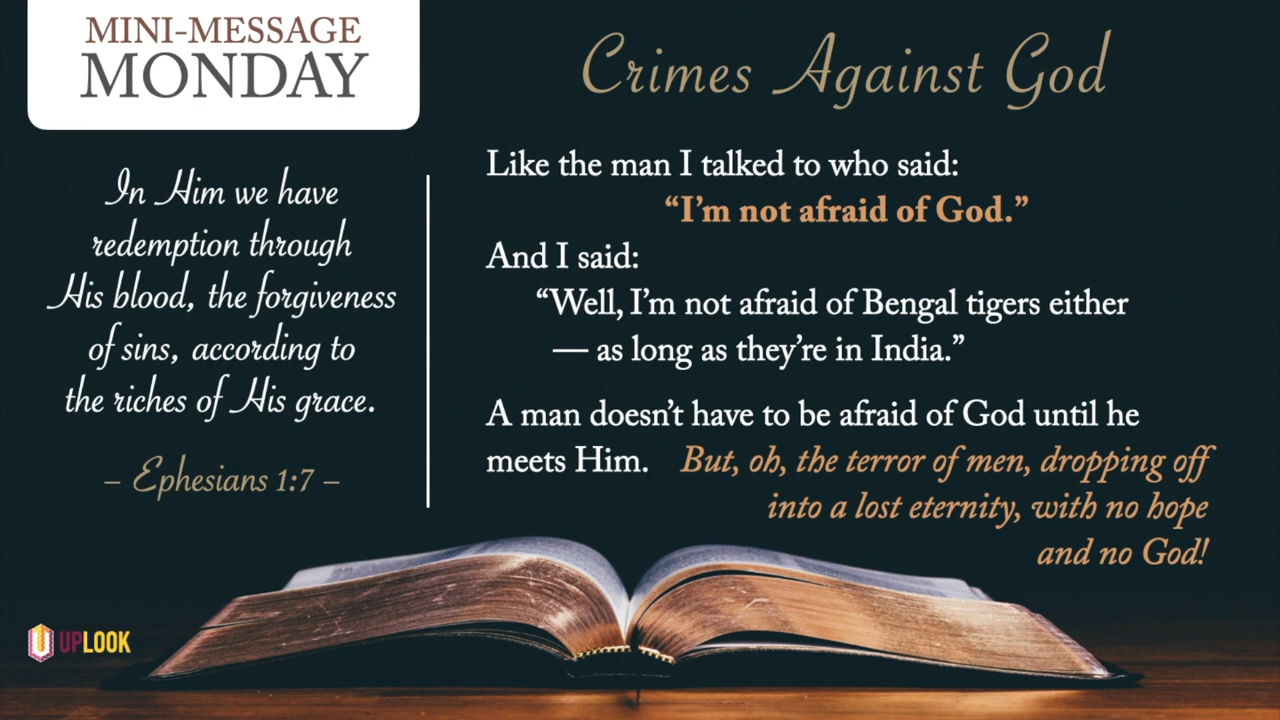 MINI-MESSAGE
MONDAY
In Him we have
redemption through
His blood, the forgiveness
of sins, according to
the riches of His grace.
– Ephesians 1:7 –
Crimes Against God
Like the man I talked to who said:
“I’m not afraid of God.”
And I said:
“Well, I’m not afraid of Bengal tigers either
— as long as they’re in India.”
A man doesn’t have to be afraid of God until he
meets Him. But, oh, the terror of men, dropping off
into a lost eternity, with no hope
and no God!
UPLOOK